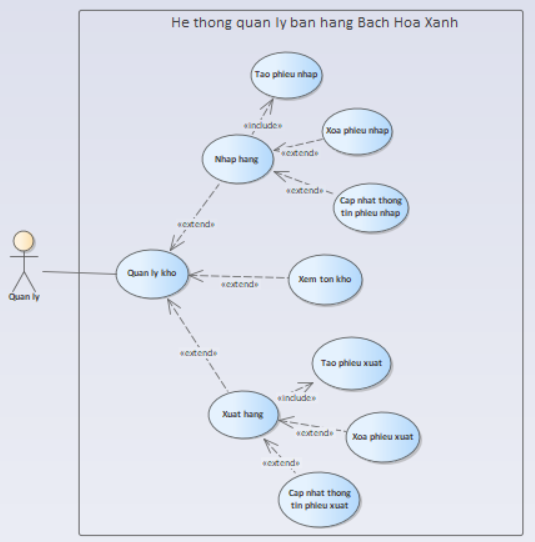 He thong quan ly ban hang Bach Hoa Xanh
Tao phieu nhap
«include»
Xoa phieu nhap
Nhap hang
«extend»
«extend»
Cap nhat thong
tin phieu nhap
«extend»
Quan ly kho
Xem ton kho
«extend»
Quan ly
«extend»
Tao phieu xuat
«include»
Xuat hang
«extend»
Xoa phieu xuat
«extend»
Cap nhat thong
tin phieu xuat